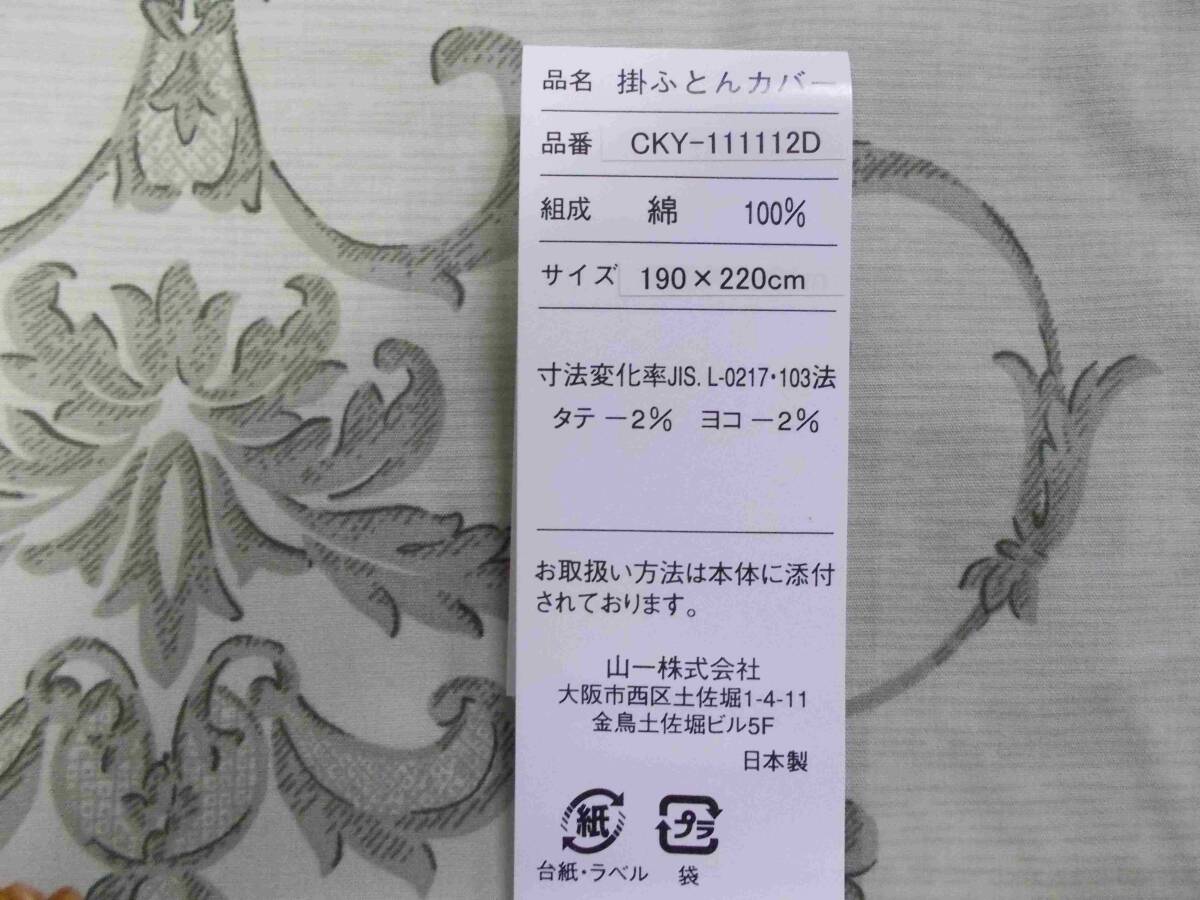 品名 掛ふとんカバー
品番 CKY-111112D
組成 綿 100%
サイズ 190×220cm
寸法変化率JIS. L-0217・103法
タテ −2% ヨコ −2%
お取扱い方法は本体に添付
されております。
山一株式会社
大阪市西区土佐堀1-4-11
金鳥土佐堀ビル5F
日本製
紙 プラ
台紙・ラベル 袋